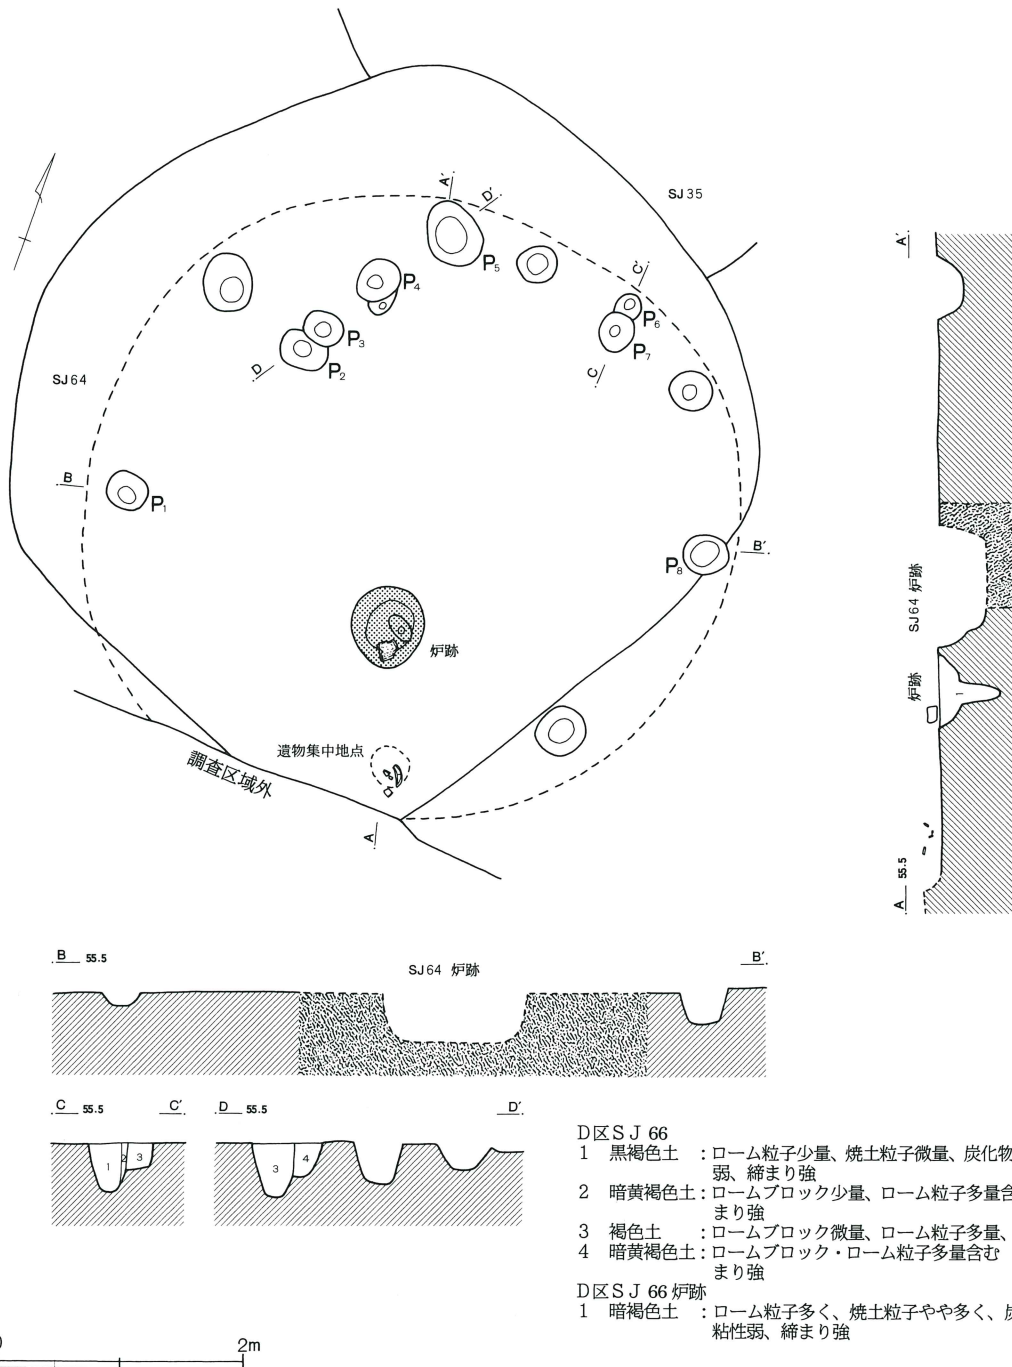 SJ35
A′
D′
P5
C′
P4
P6
P3
P7
P2
D
C
SJ64
B
P1
P8
B′
炉跡
遺物集中地点
調査区域外
A
A′
SJ64 炉跡
炉跡
1
A 55.5
B 55.5
SJ64 炉跡
B′
C 55.5 C′
1 2 3
D 55.5 D′
3 4
D区SJ66
1 黒褐色土 :ローム粒子少量、焼土粒子微量、炭化物
弱、締まり強
2 暗黄褐色土:ロームブロック少量、ローム粒子多量含
まり強
3 褐色土 :ロームブロック微量、ローム粒子多量、
4 暗黄褐色土:ロームブロック・ローム粒子多量含む
まり強
D区SJ66炉跡
1 暗褐色土 :ローム粒子多く、焼土粒子やや多く、炭
粘性弱、締まり強
2m